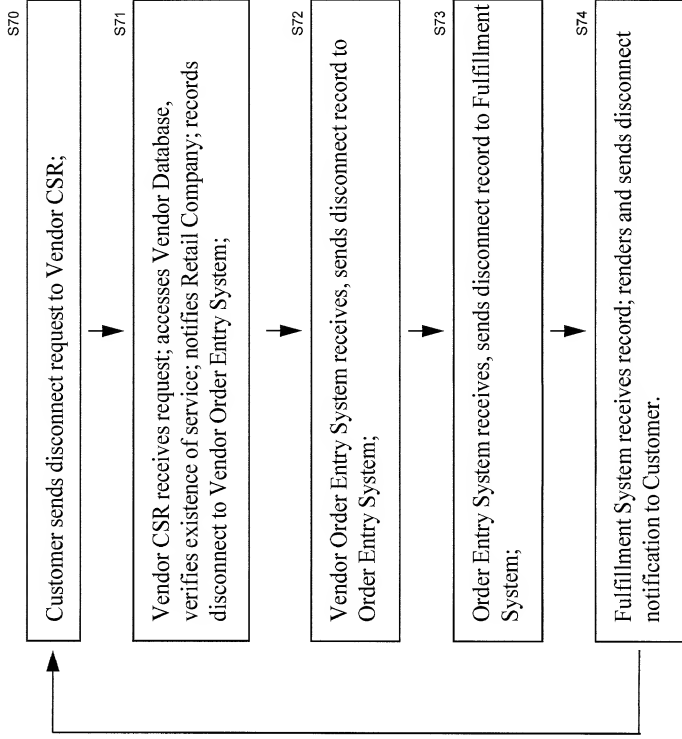 S70
Customer sends disconnect request to Vendor CSR;
S71
Vendor CSR receives request; accesses Vendor Database,
verifies existence of service; notifies Retail Company; records
disconnect to Vendor Order Entry System;
S72
Vendor Order Entry System receives, sends disconnect record to
Order Entry System;
S73
Order Entry System receives, sends disconnect record to Fulfillment
System;
S74
Fulfillment System receives record; renders and sends disconnect
notification to Customer.